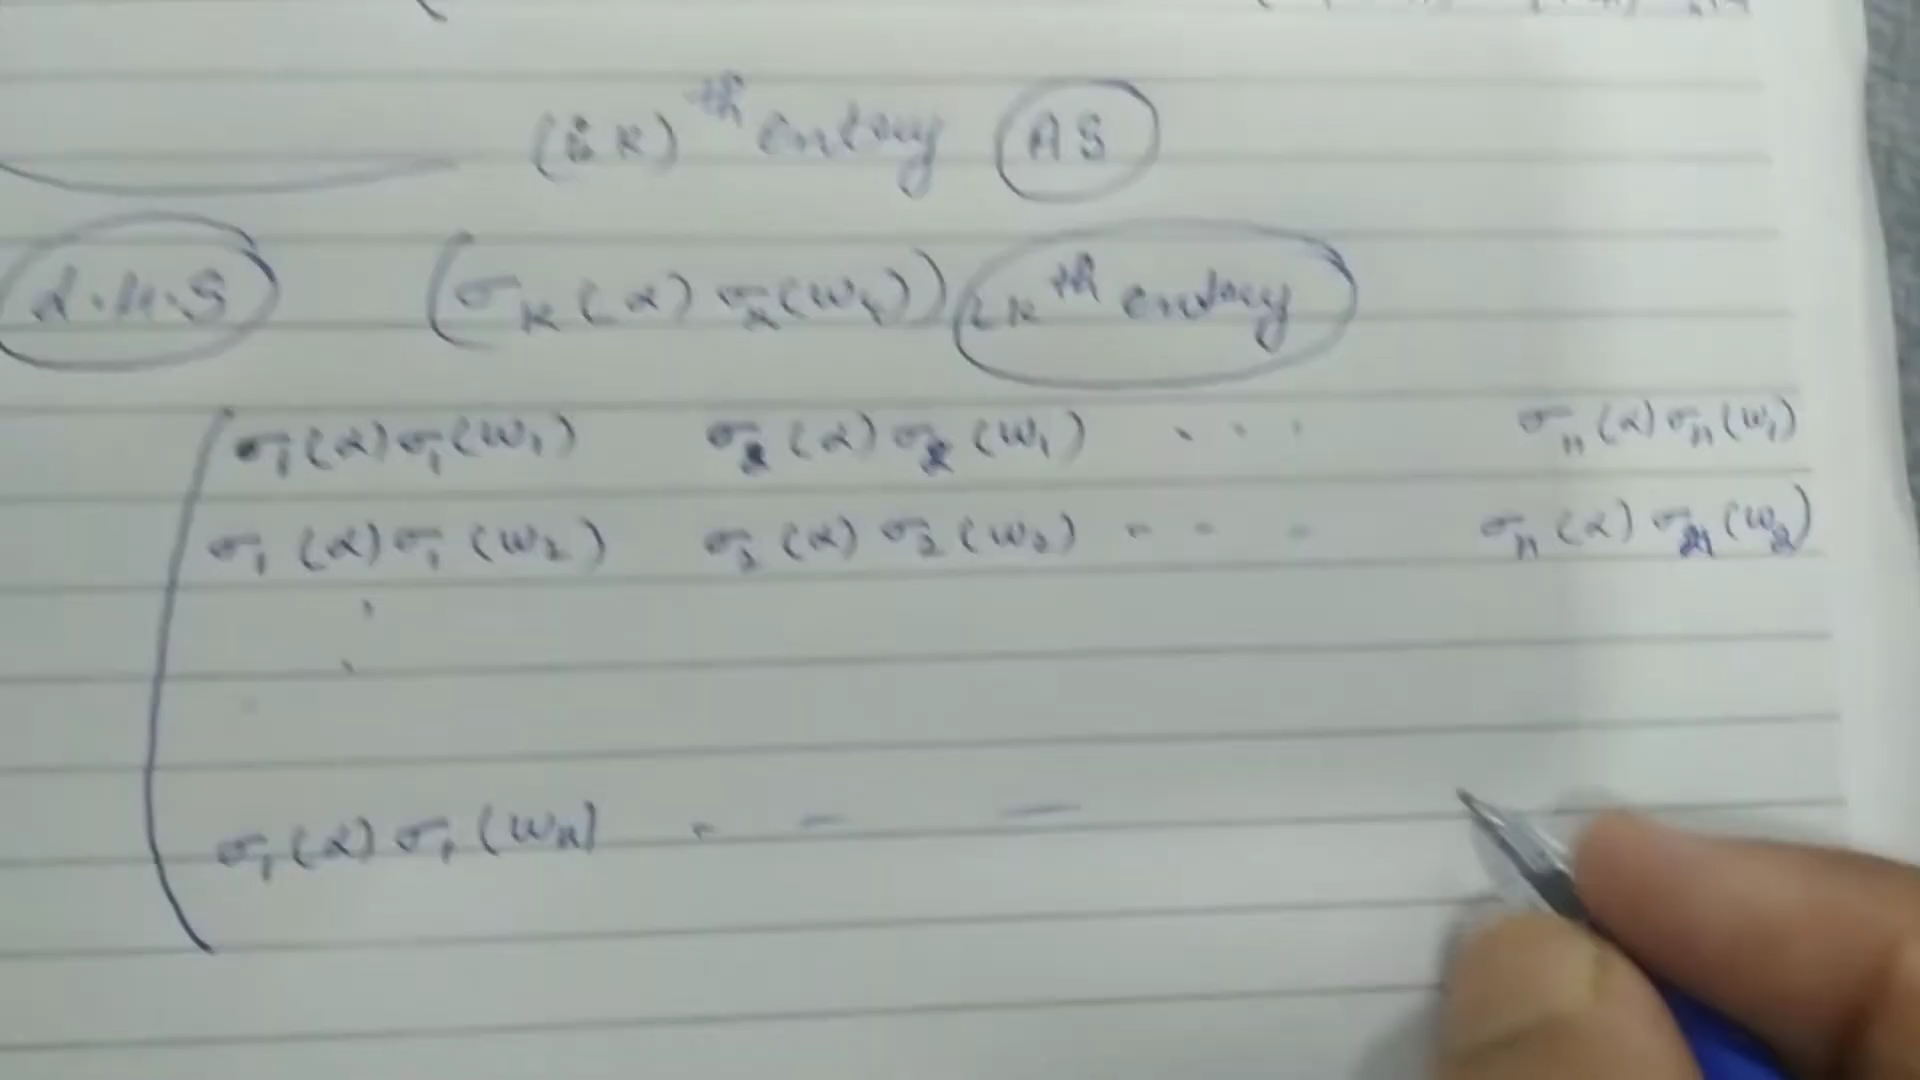 (ik)th entry AS
L.H.S (σk(α) σk(wi)) ikth entry
σ1(α)σ1(w1) σ2(α)σ2(w1) . . . σn(α)σn(w1)
σ1(α)σ1(w2) σ2(α)σ2(w2) - - - σn(α)σn(w2)
σ1(α)σ1(wn) - - -